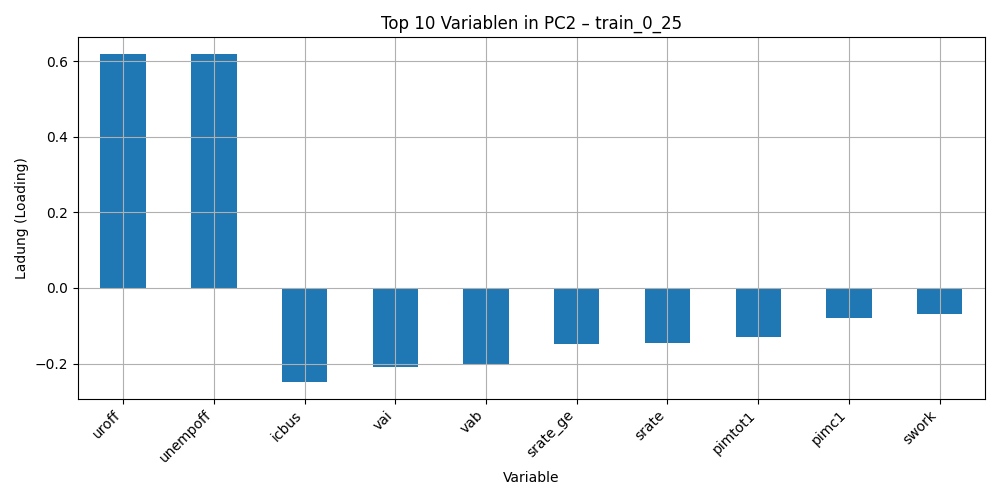 Top 10 Variablen in PC2 – train_0_25
Ladung (Loading)
0.6
0.4
0.2
0.0
−0.2
uroff
unempoff
icbus
vai
vab
srate_ge
srate
pimtot1
pimc1
swork
Variable